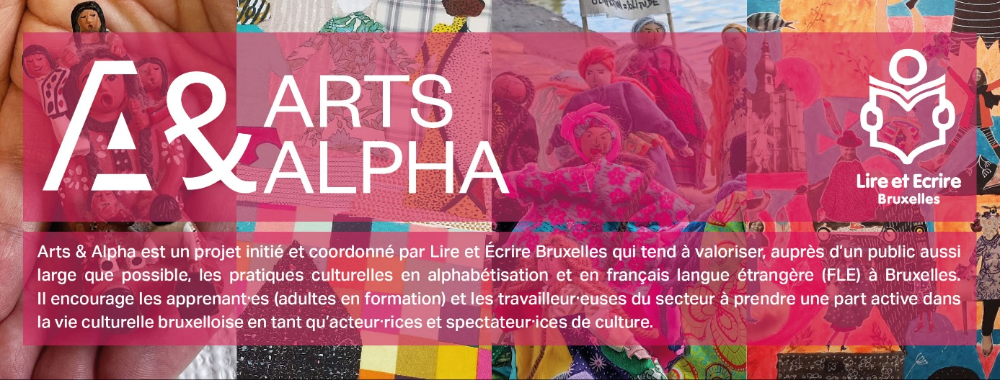 A& ARTS
ALPHA
Lire et Ecrire
Bruxelles
Arts & Alpha est un projet initié et coordonné par Lire et Écrire Bruxelles qui tend à valoriser, auprès d’un public aussi
large que possible, les pratiques culturelles en alphabétisation et en français langue étrangère (FLE) à Bruxelles.
Il encourage les apprenant·es (adultes en formation) et les travailleur·euses du secteur à prendre une part active dans
la vie culturelle bruxelloise en tant qu’acteur·rices et spectateur·ices de culture.